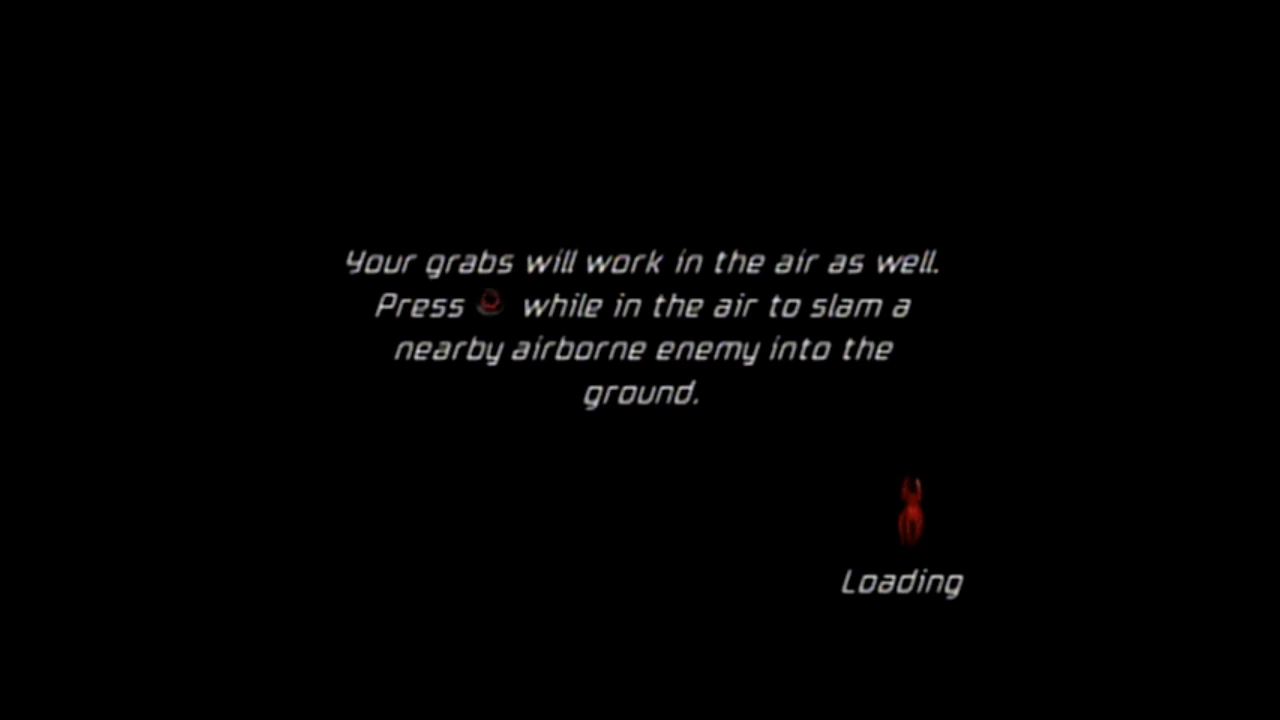 Your grabs will work in the air as well.
Press while in the air to slam a
nearby airborne enemy into the
ground.
Loading